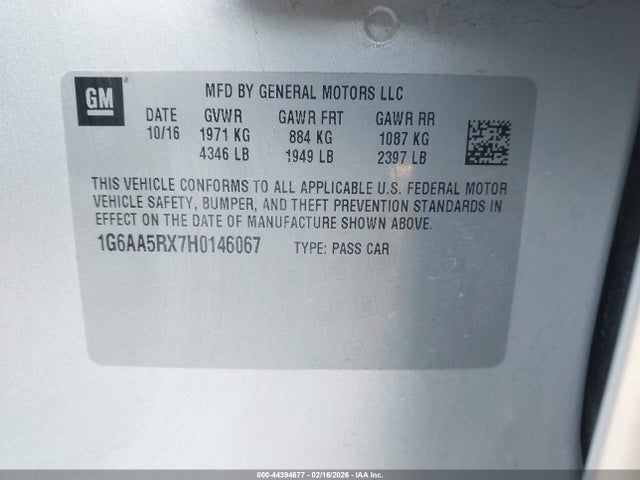 GM
MFD BY GENERAL MOTORS LLC
DATE GVWR GAWR FRT GAWR RR
10/16 1971 KG 884 KG 1087 KG
4346 LB 1949 LB 2397 LB
THIS VEHICLE CONFORMS TO ALL APPLICABLE U.S. FEDERAL MOTOR
VEHICLE SAFETY, BUMPER, AND THEFT PREVENTION STANDARDS IN
EFFECT ON THE DATE OF MANUFACTURE SHOWN ABOVE.
1G6AA5RX7H0146067 TYPE: PASS CAR
000-44394677 - 02/16/2026 - IAA Inc.